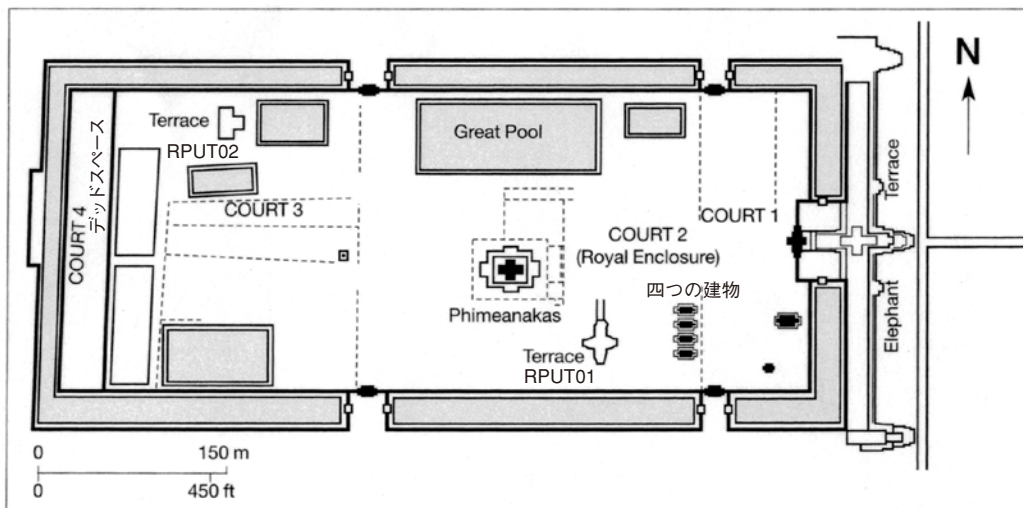 N
Terrace
RPUT02
Great Pool
デッドスペース
COURT 4
COURT 3
COURT 1
COURT 2
(Royal Enclosure)
Phimeanakas
四つの建物
Terrace
RPUT01
Terrace
Elephant
0 150 m
0 450 ft